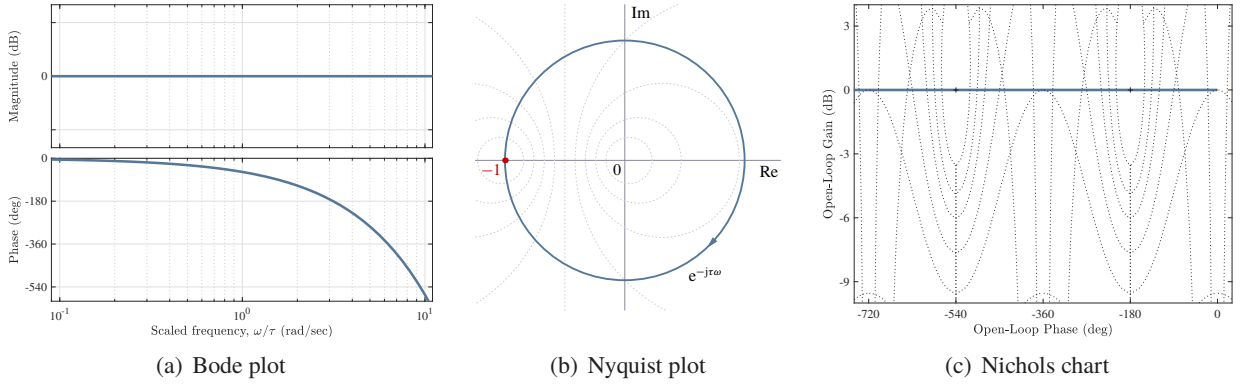 Magnitude (dB)
0
Phase (deg)
0
-180
-360
-540
10^-1
10^0
10^1
Scaled frequency, ω/τ (rad/sec)
(a) Bode plot
Im
−1
0
Re
e^−jτω
(b) Nyquist plot
Open-Loop Gain (dB)
3
0
-3
-6
-9
-720
-540
-360
-180
0
Open-Loop Phase (deg)
(c) Nichols chart